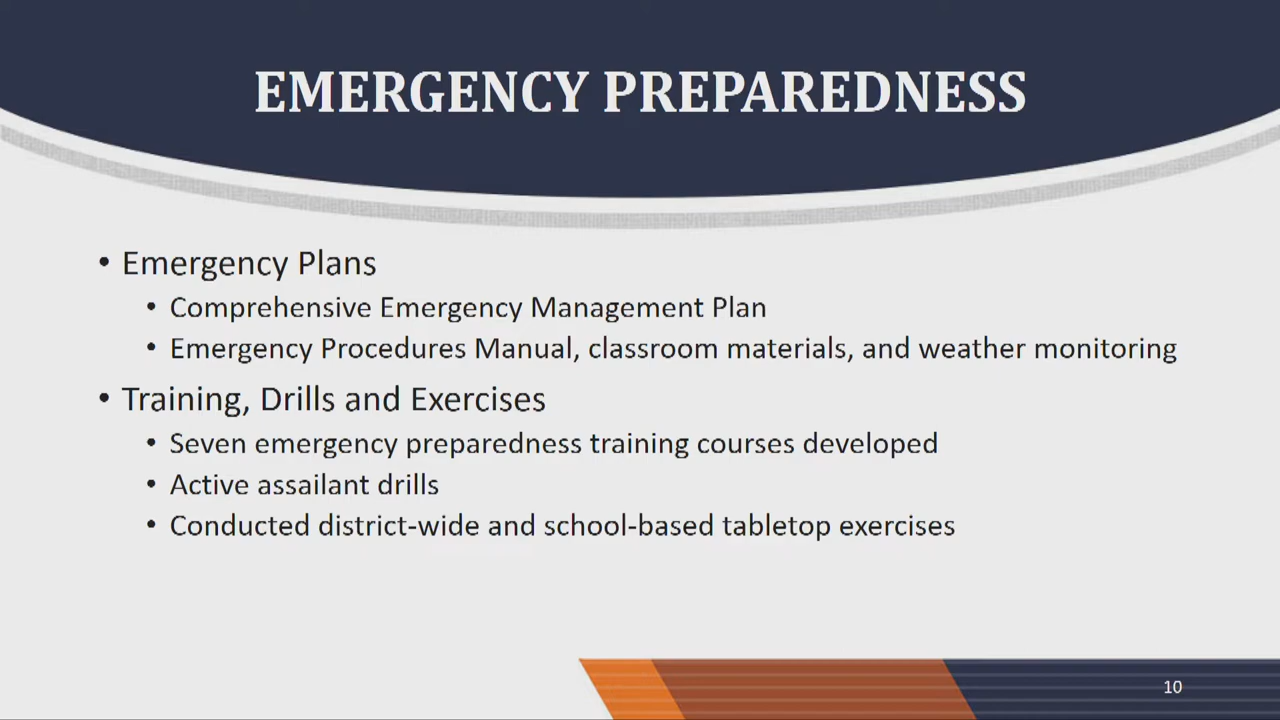 EMERGENCY PREPAREDNESS
• Emergency Plans
• Comprehensive Emergency Management Plan
• Emergency Procedures Manual, classroom materials, and weather monitoring
• Training, Drills and Exercises
• Seven emergency preparedness training courses developed
• Active assailant drills
• Conducted district-wide and school-based tabletop exercises
10